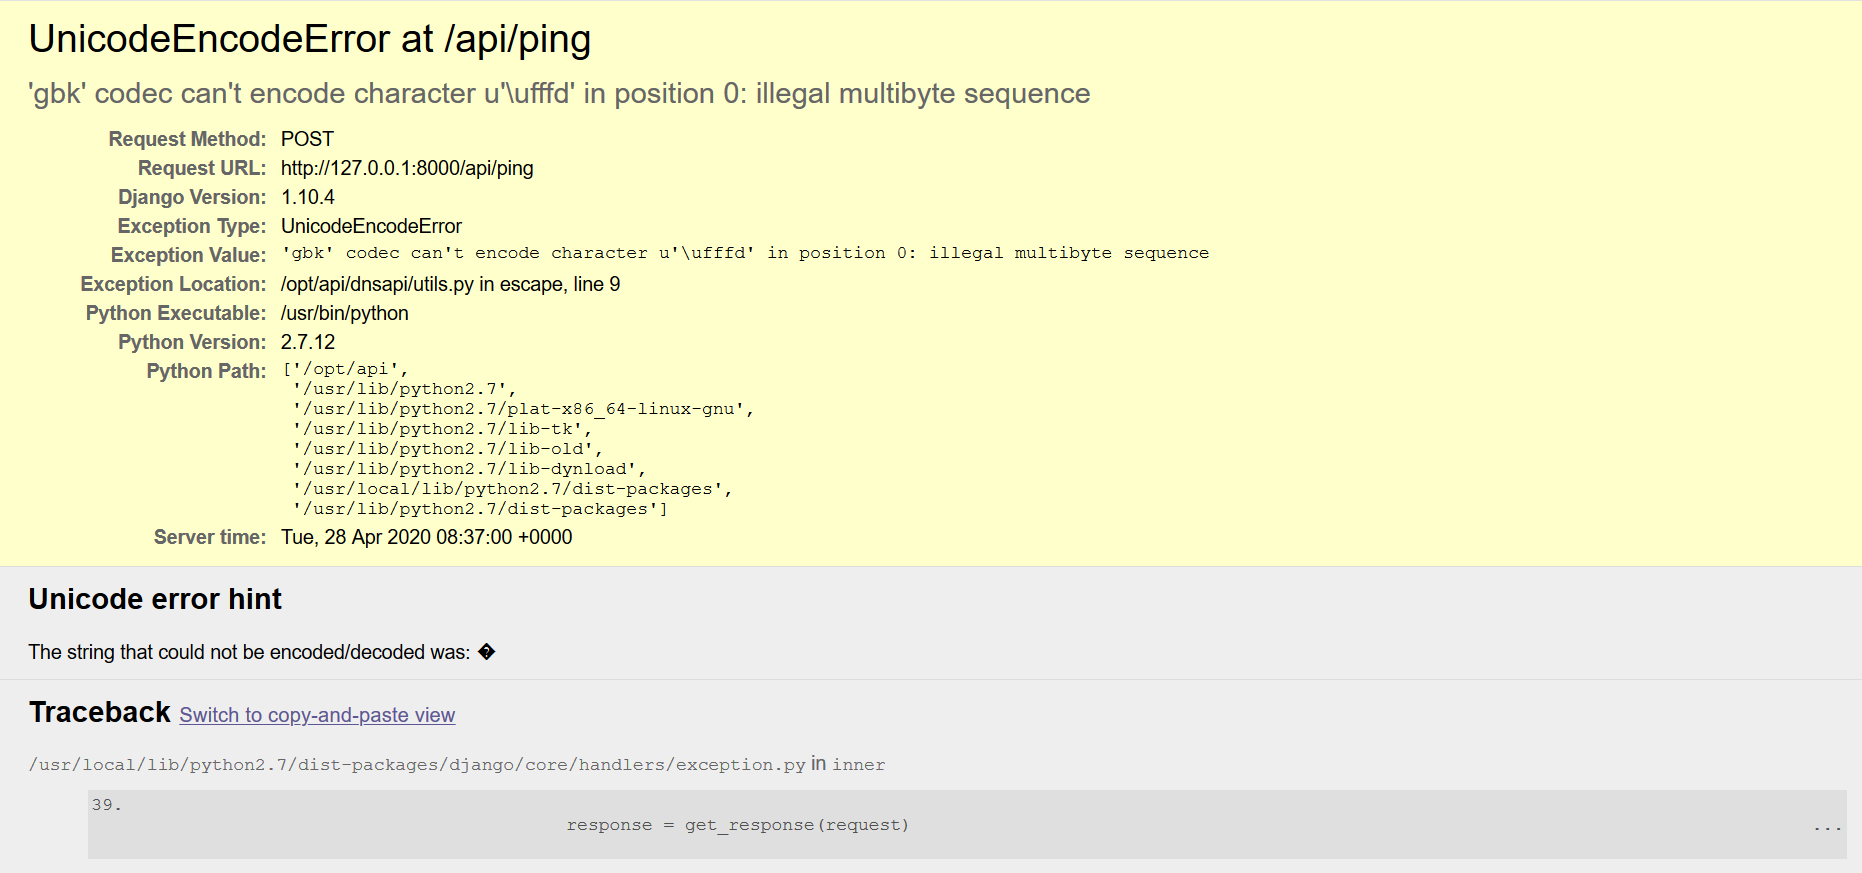 UnicodeEncodeError at /api/ping
'gbk' codec can't encode character u'\ufffd' in position 0: illegal multibyte sequence
Request Method: POST
Request URL: http://127.0.0.1:8000/api/ping
Django Version: 1.10.4
Exception Type: UnicodeEncodeError
Exception Value: 'gbk' codec can't encode character u'\ufffd' in position 0: illegal multibyte sequence
Exception Location: /opt/api/dnsapi/utils.py in escape, line 9
Python Executable: /usr/bin/python
Python Version: 2.7.12
Python Path: ['/opt/api',
'/usr/lib/python2.7',
'/usr/lib/python2.7/plat-x86_64-linux-gnu',
'/usr/lib/python2.7/lib-tk',
'/usr/lib/python2.7/lib-old',
'/usr/lib/python2.7/lib-dynload',
'/usr/local/lib/python2.7/dist-packages',
'/usr/lib/python2.7/dist-packages']
Server time: Tue, 28 Apr 2020 08:37:00 +0000
Unicode error hint
The string that could not be encoded/decoded was: �
Traceback Switch to copy-and-paste view
/usr/local/lib/python2.7/dist-packages/django/core/handlers/exception.py in inner
39.
response = get_response(request) ...